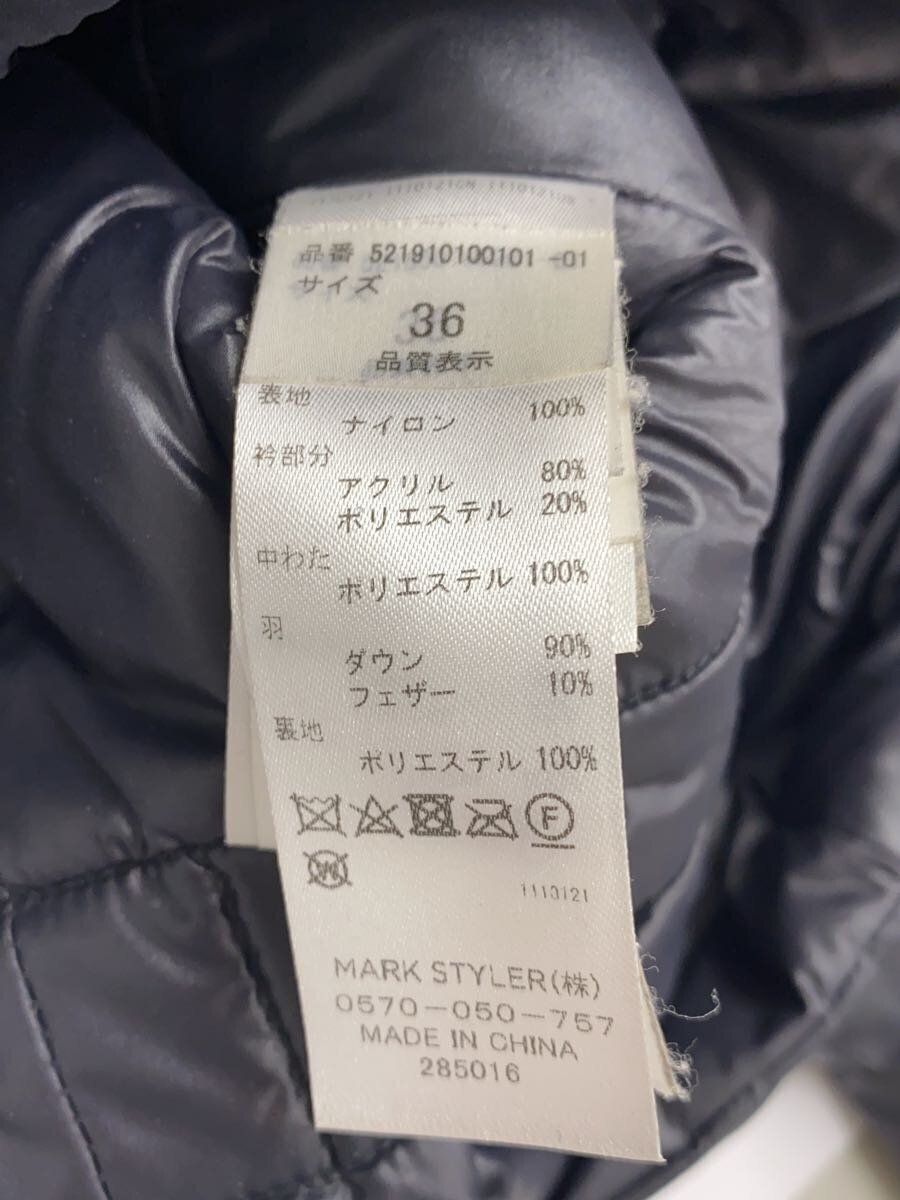 品番 521910100101 -01
サイズ
36
品質表示
表地
ナイロン 100%
衿部分
アクリル 80%
ポリエステル 20%
中わた
ポリエステル 100%
羽
ダウン 90%
フェザー 10%
裏地
ポリエステル 100%
F
W
1113121
MARK STYLER(株)
0570-050-757
MADE IN CHINA
285016